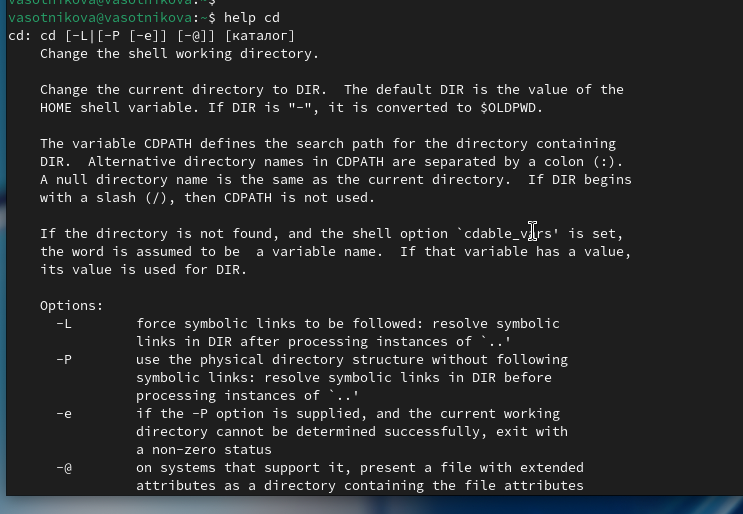 vasotnikova@vasotnikova:~$
vasotnikova@vasotnikova:~$ help cd
cd: cd [-L|[-P [-e]] [-@]] [каталог]
    Change the shell working directory.

    Change the current directory to DIR.  The default DIR is the value of the
    HOME shell variable. If DIR is "-", it is converted to $OLDPWD.

    The variable CDPATH defines the search path for the directory containing
    DIR.  Alternative directory names in CDPATH are separated by a colon (:).
    A null directory name is the same as the current directory.  If DIR begins
    with a slash (/), then CDPATH is not used.

    If the directory is not found, and the shell option `cdable_vars' is set,
    the word is assumed to be  a variable name.  If that variable has a value,
    its value is used for DIR.

    Options:
      -L        force symbolic links to be followed: resolve symbolic
                links in DIR after processing instances of `..'
      -P        use the physical directory structure without following
                symbolic links: resolve symbolic links in DIR before
                processing instances of `..'
      -e        if the -P option is supplied, and the current working
                directory cannot be determined successfully, exit with
                a non-zero status
      -@        on systems that support it, present a file with extended
                attributes as a directory containing the file attributes